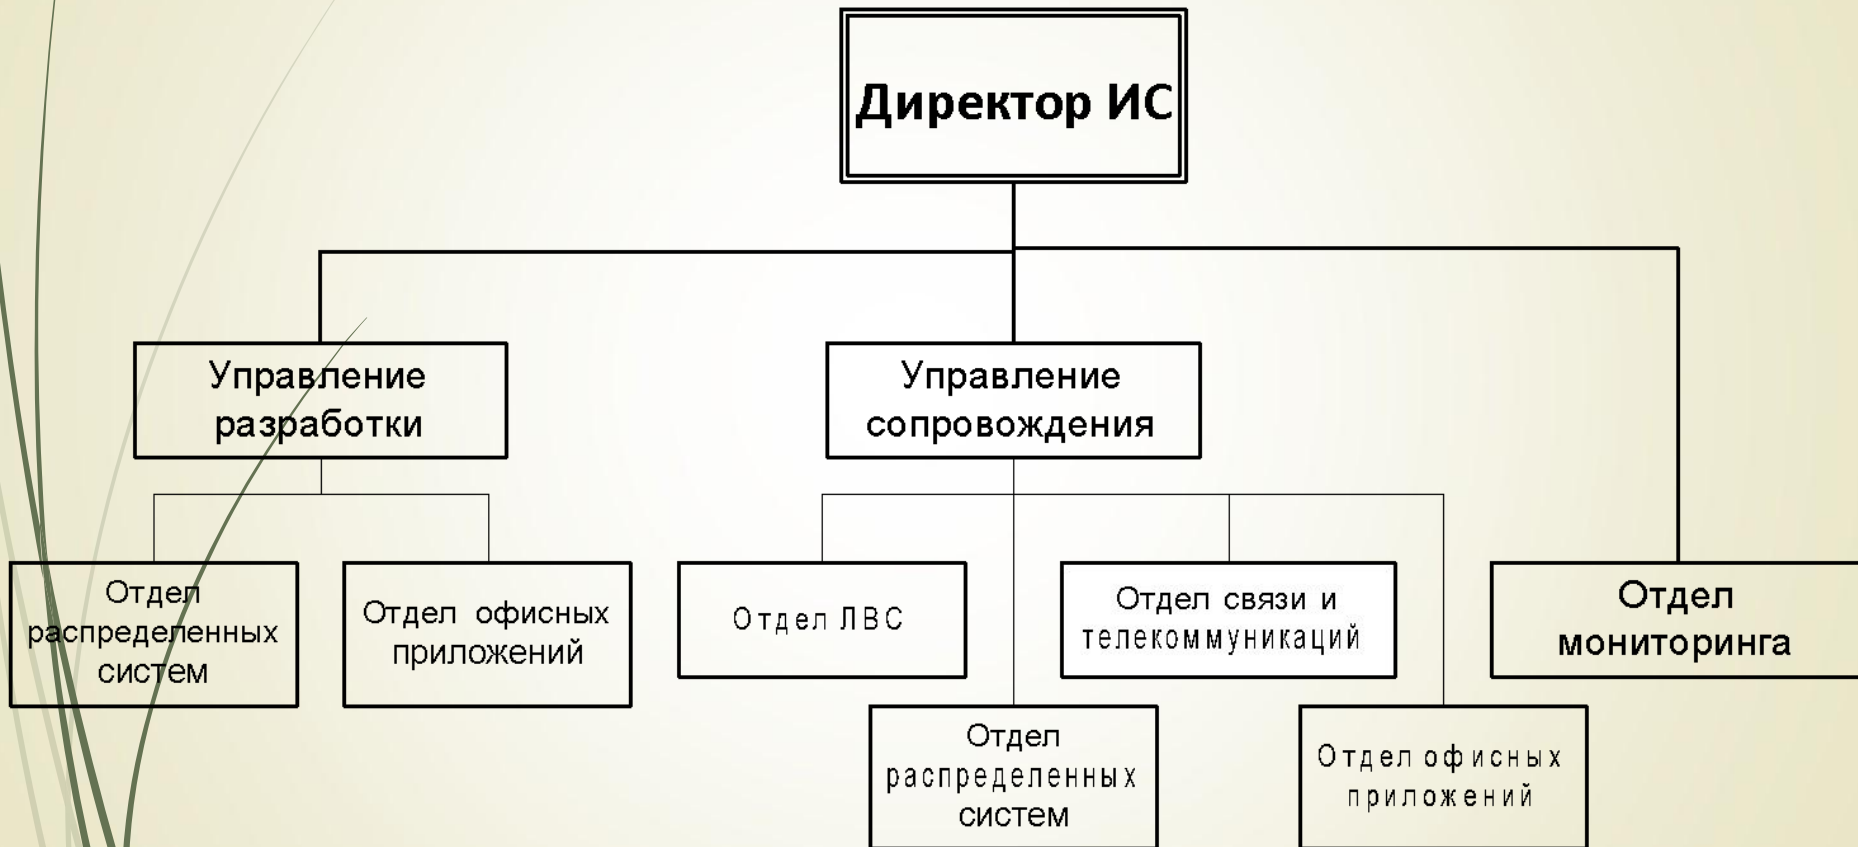 Директор ИС
Управление
разработки
Управление
сопровождения
Отдел
распределенных
систем
Отдел офисных
приложений
Отдел ЛВС
Отдел связи и
телекоммуникаций
Отдел
мониторинга
Отдел
распределенных
систем
Отдел офисных
приложений